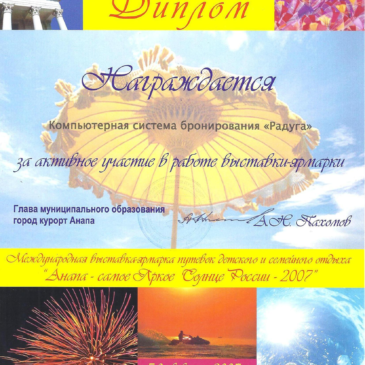 Диплом
Награждается
Компьютерная система бронирования «Радуга»
за активное участие в работе выставки-ярмарки
Глава муниципального образования
город курорт Анапа
А.Н. Пахомов
Международная выставка-ярмарка путевок детского и семейного отдыха
"Анапа - самое Яркое Солнце России - 2007"